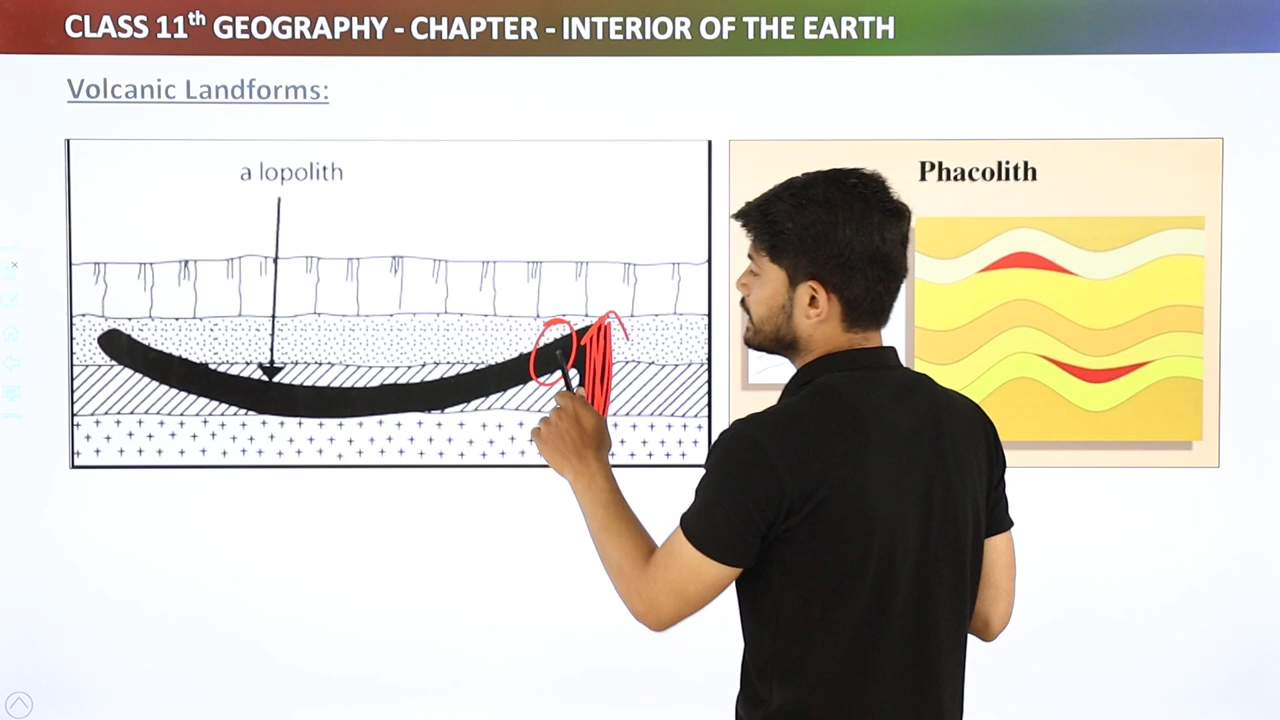 CLASS 11th GEOGRAPHY - CHAPTER - INTERIOR OF THE EARTH
Volcanic Landforms:
a lopolith
Phacolith